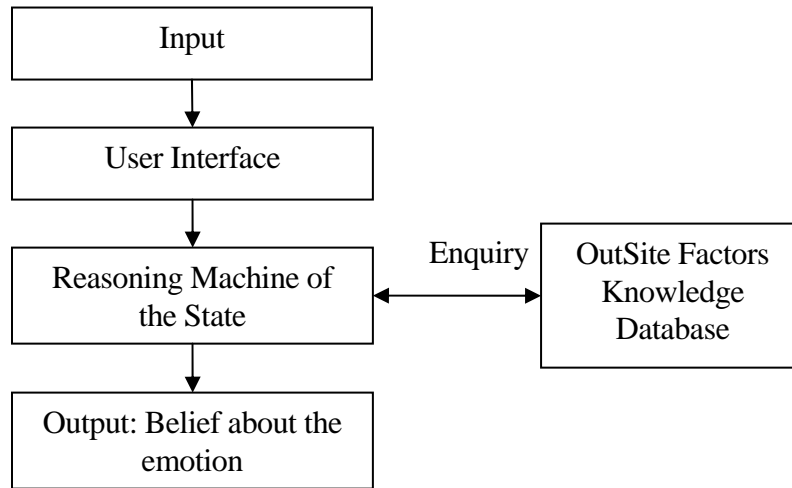 Input
User Interface
Reasoning Machine of
the State
Enquiry
OutSite Factors
Knowledge
Database
Output: Belief about the
emotion